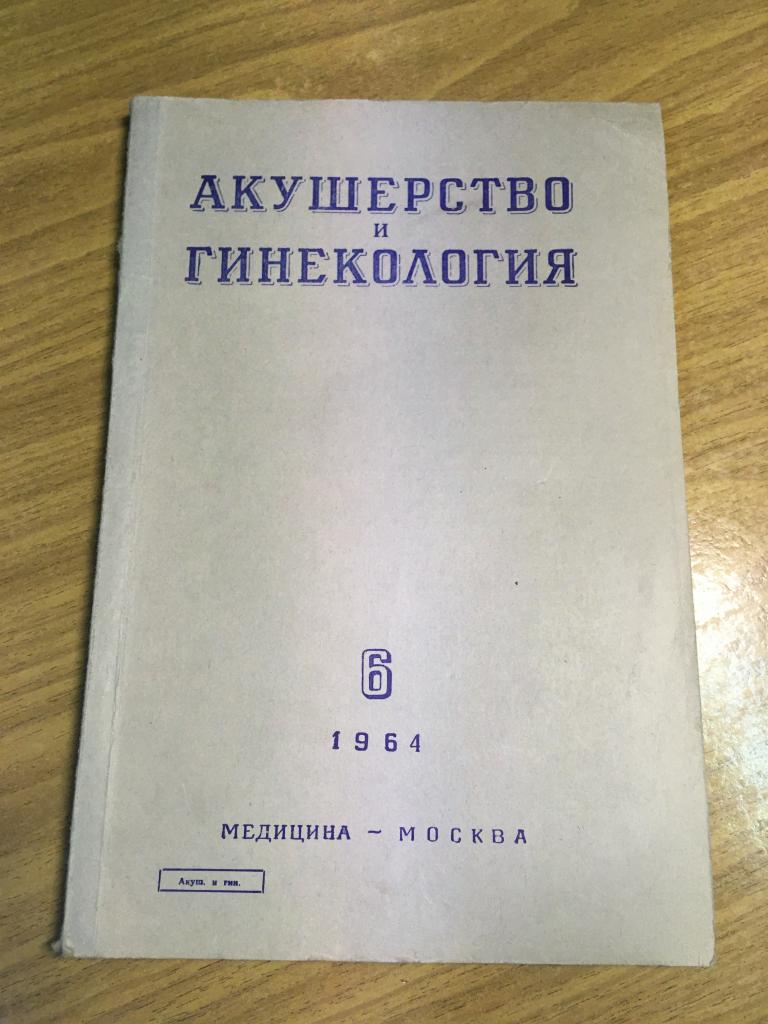 АКУШЕРСТВО
И
ГИНЕКОЛОГИЯ
6
1964
МЕДИЦИНА ~ МОСКВА
Акуш. и гин.